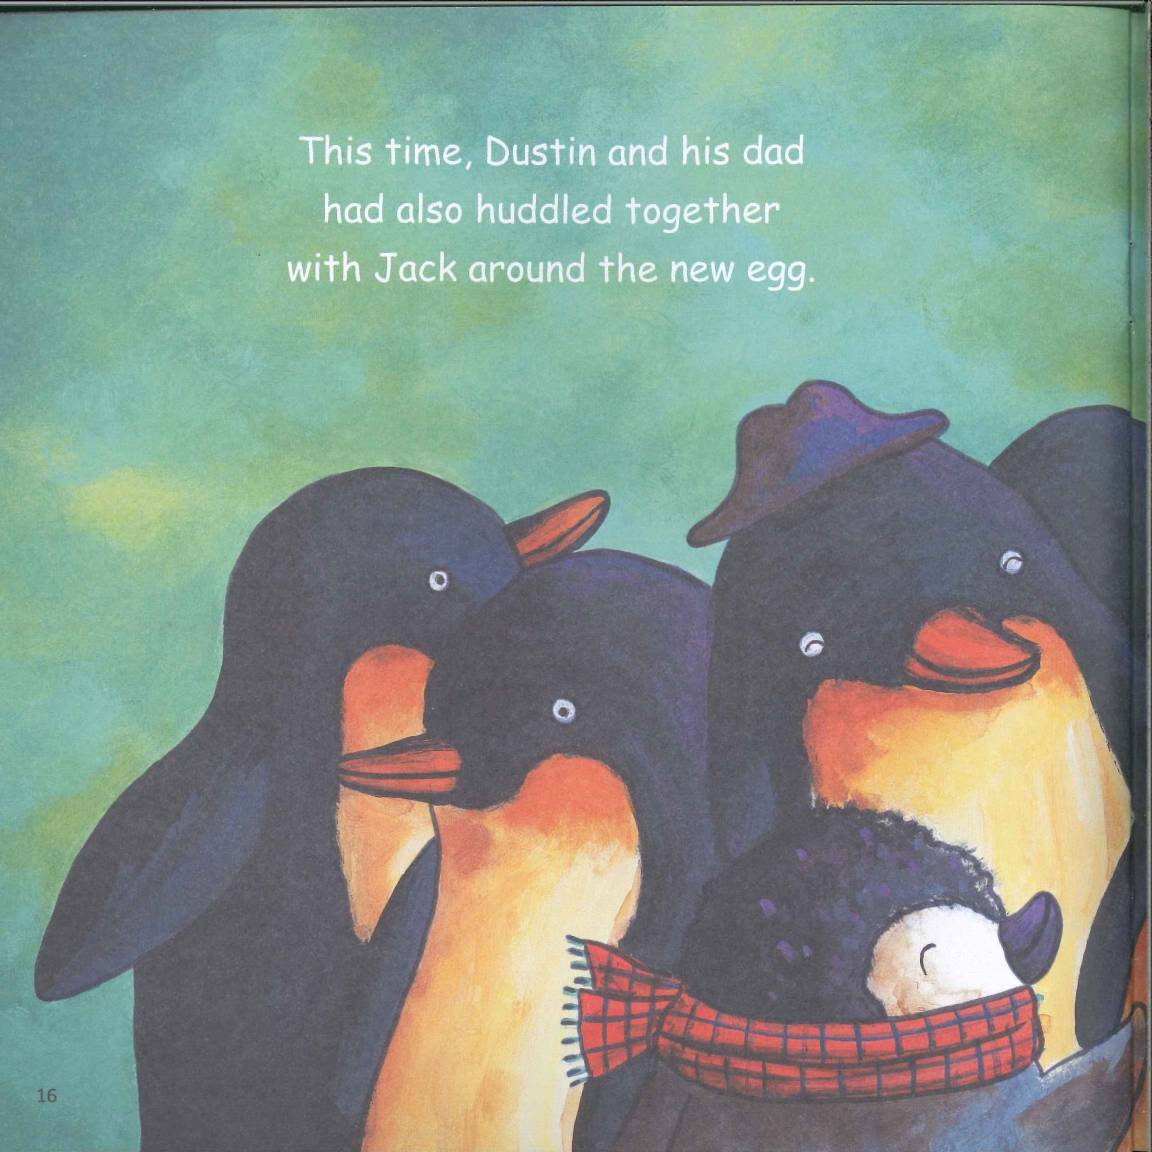 This time, Dustin and his dad
had also huddled together
with Jack around the new egg.
16